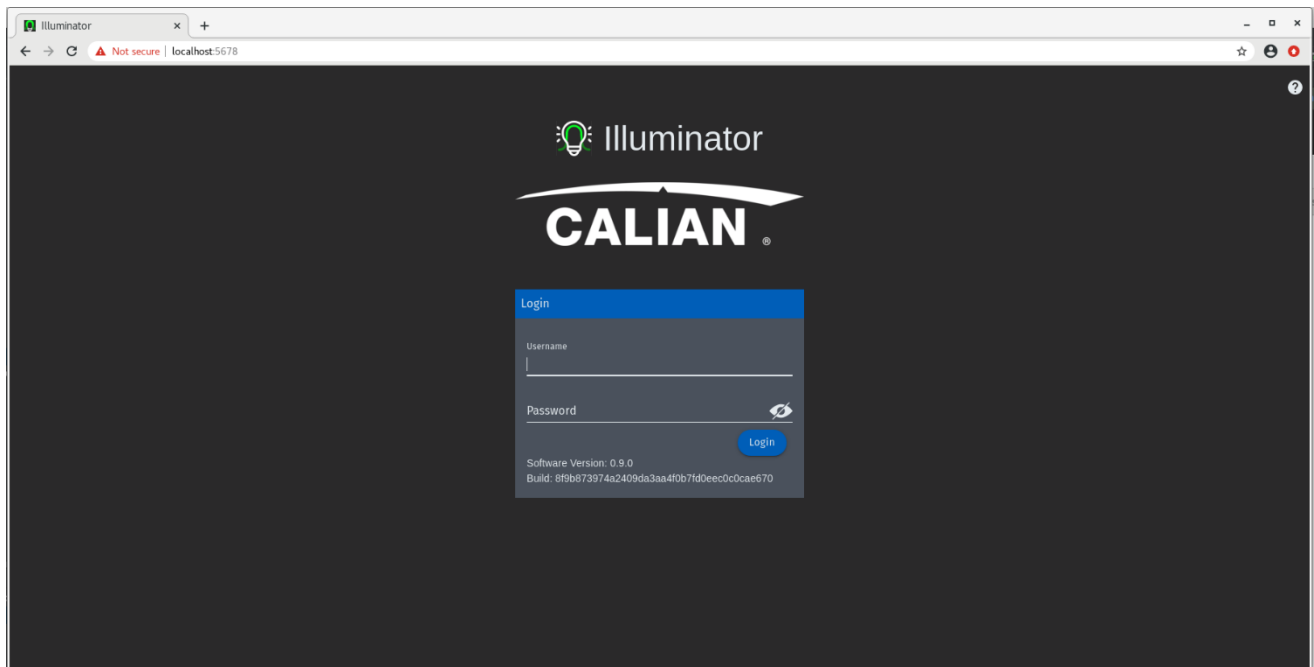 Illuminator
Not secure | localhost:5678
Illuminator
CALIAN ®
Login
Username
Password
Login
Software Version: 0.9.0
Build: 8f9b873974a2409da3aa4f0b7fd0eec0c0cae670